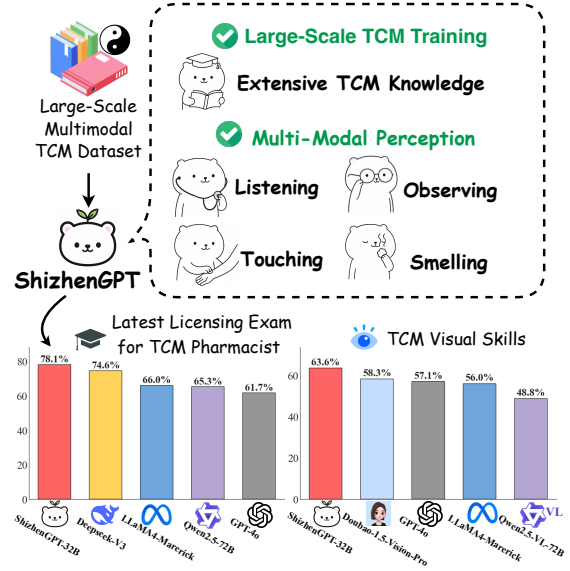 Large-Scale
Multimodal
TCM Dataset
ShizhenGPT
Large-Scale TCM Training
Extensive TCM Knowledge
Multi-Modal Perception
Listening
Observing
Touching
Smelling
Latest Licensing Exam
for TCM Pharmacist
80
60
40
20
0
78.1%
74.6%
66.0%
65.3%
61.7%
ShizhenGPT-32B
Deepseek-V3
LLaMA4-Marerick
Qwen2.5-72B
GPT-4o
TCM Visual Skills
60
40
20
0
63.6%
58.3%
57.1%
56.0%
48.8%
VL
ShizhenGPT-32B
Doubao-1.5-Vision-Pro
GPT-4o
LLaMA4-Marerick
Qwen2.5-VL-72B